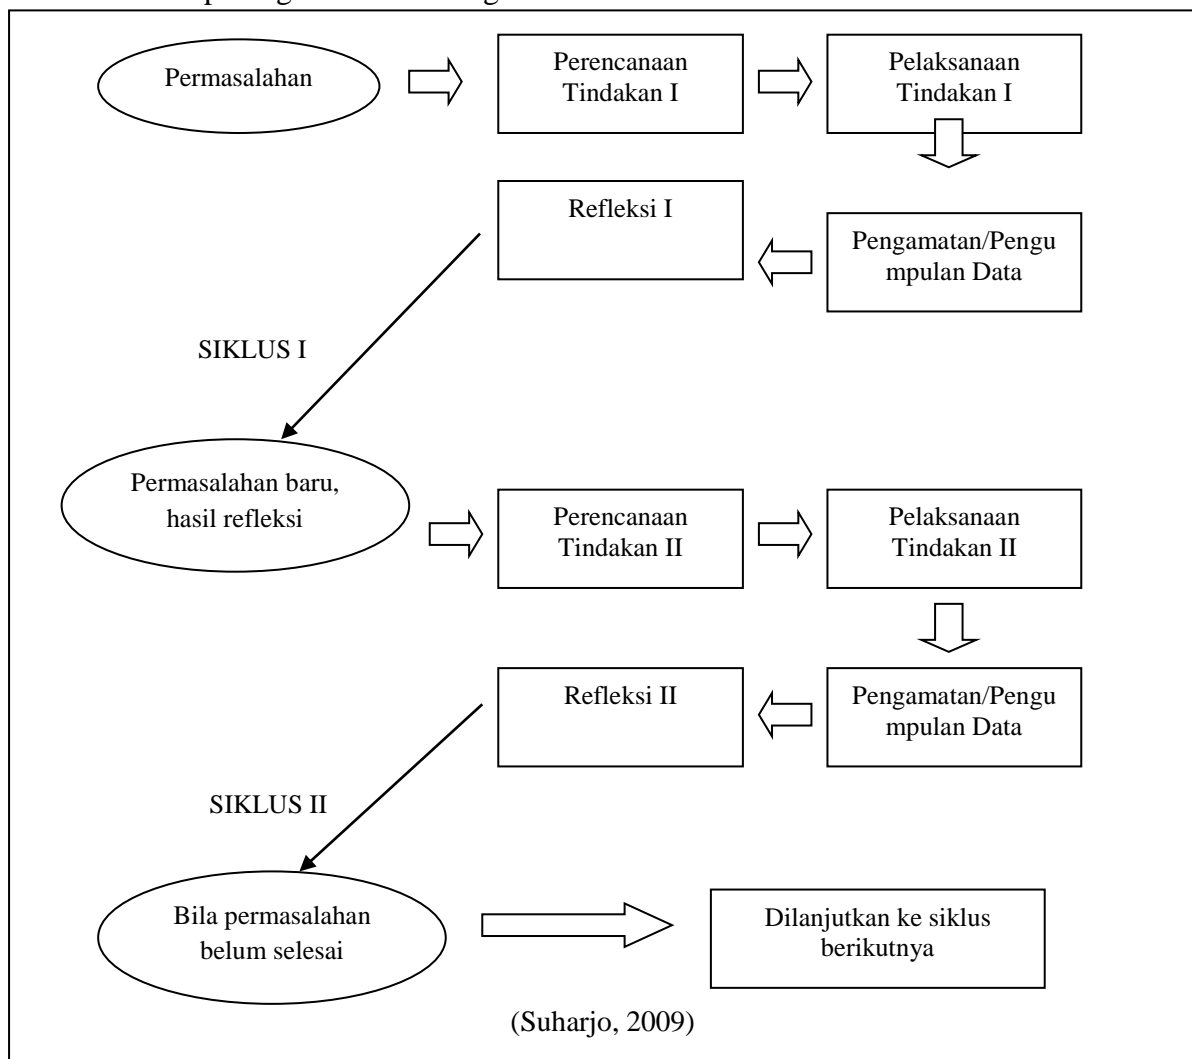 Permasalahan
Perencanaan
Tindakan I
Pelaksanaan
Tindakan I
Refleksi I
Pengamatan/Pengu
mpulan Data
SIKLUS I
Permasalahan baru,
hasil refleksi
Perencanaan
Tindakan II
Pelaksanaan
Tindakan II
Refleksi II
Pengamatan/Pengu
mpulan Data
SIKLUS II
Bila permasalahan
belum selesai
Dilanjutkan ke siklus
berikutnya
(Suharjo, 2009)